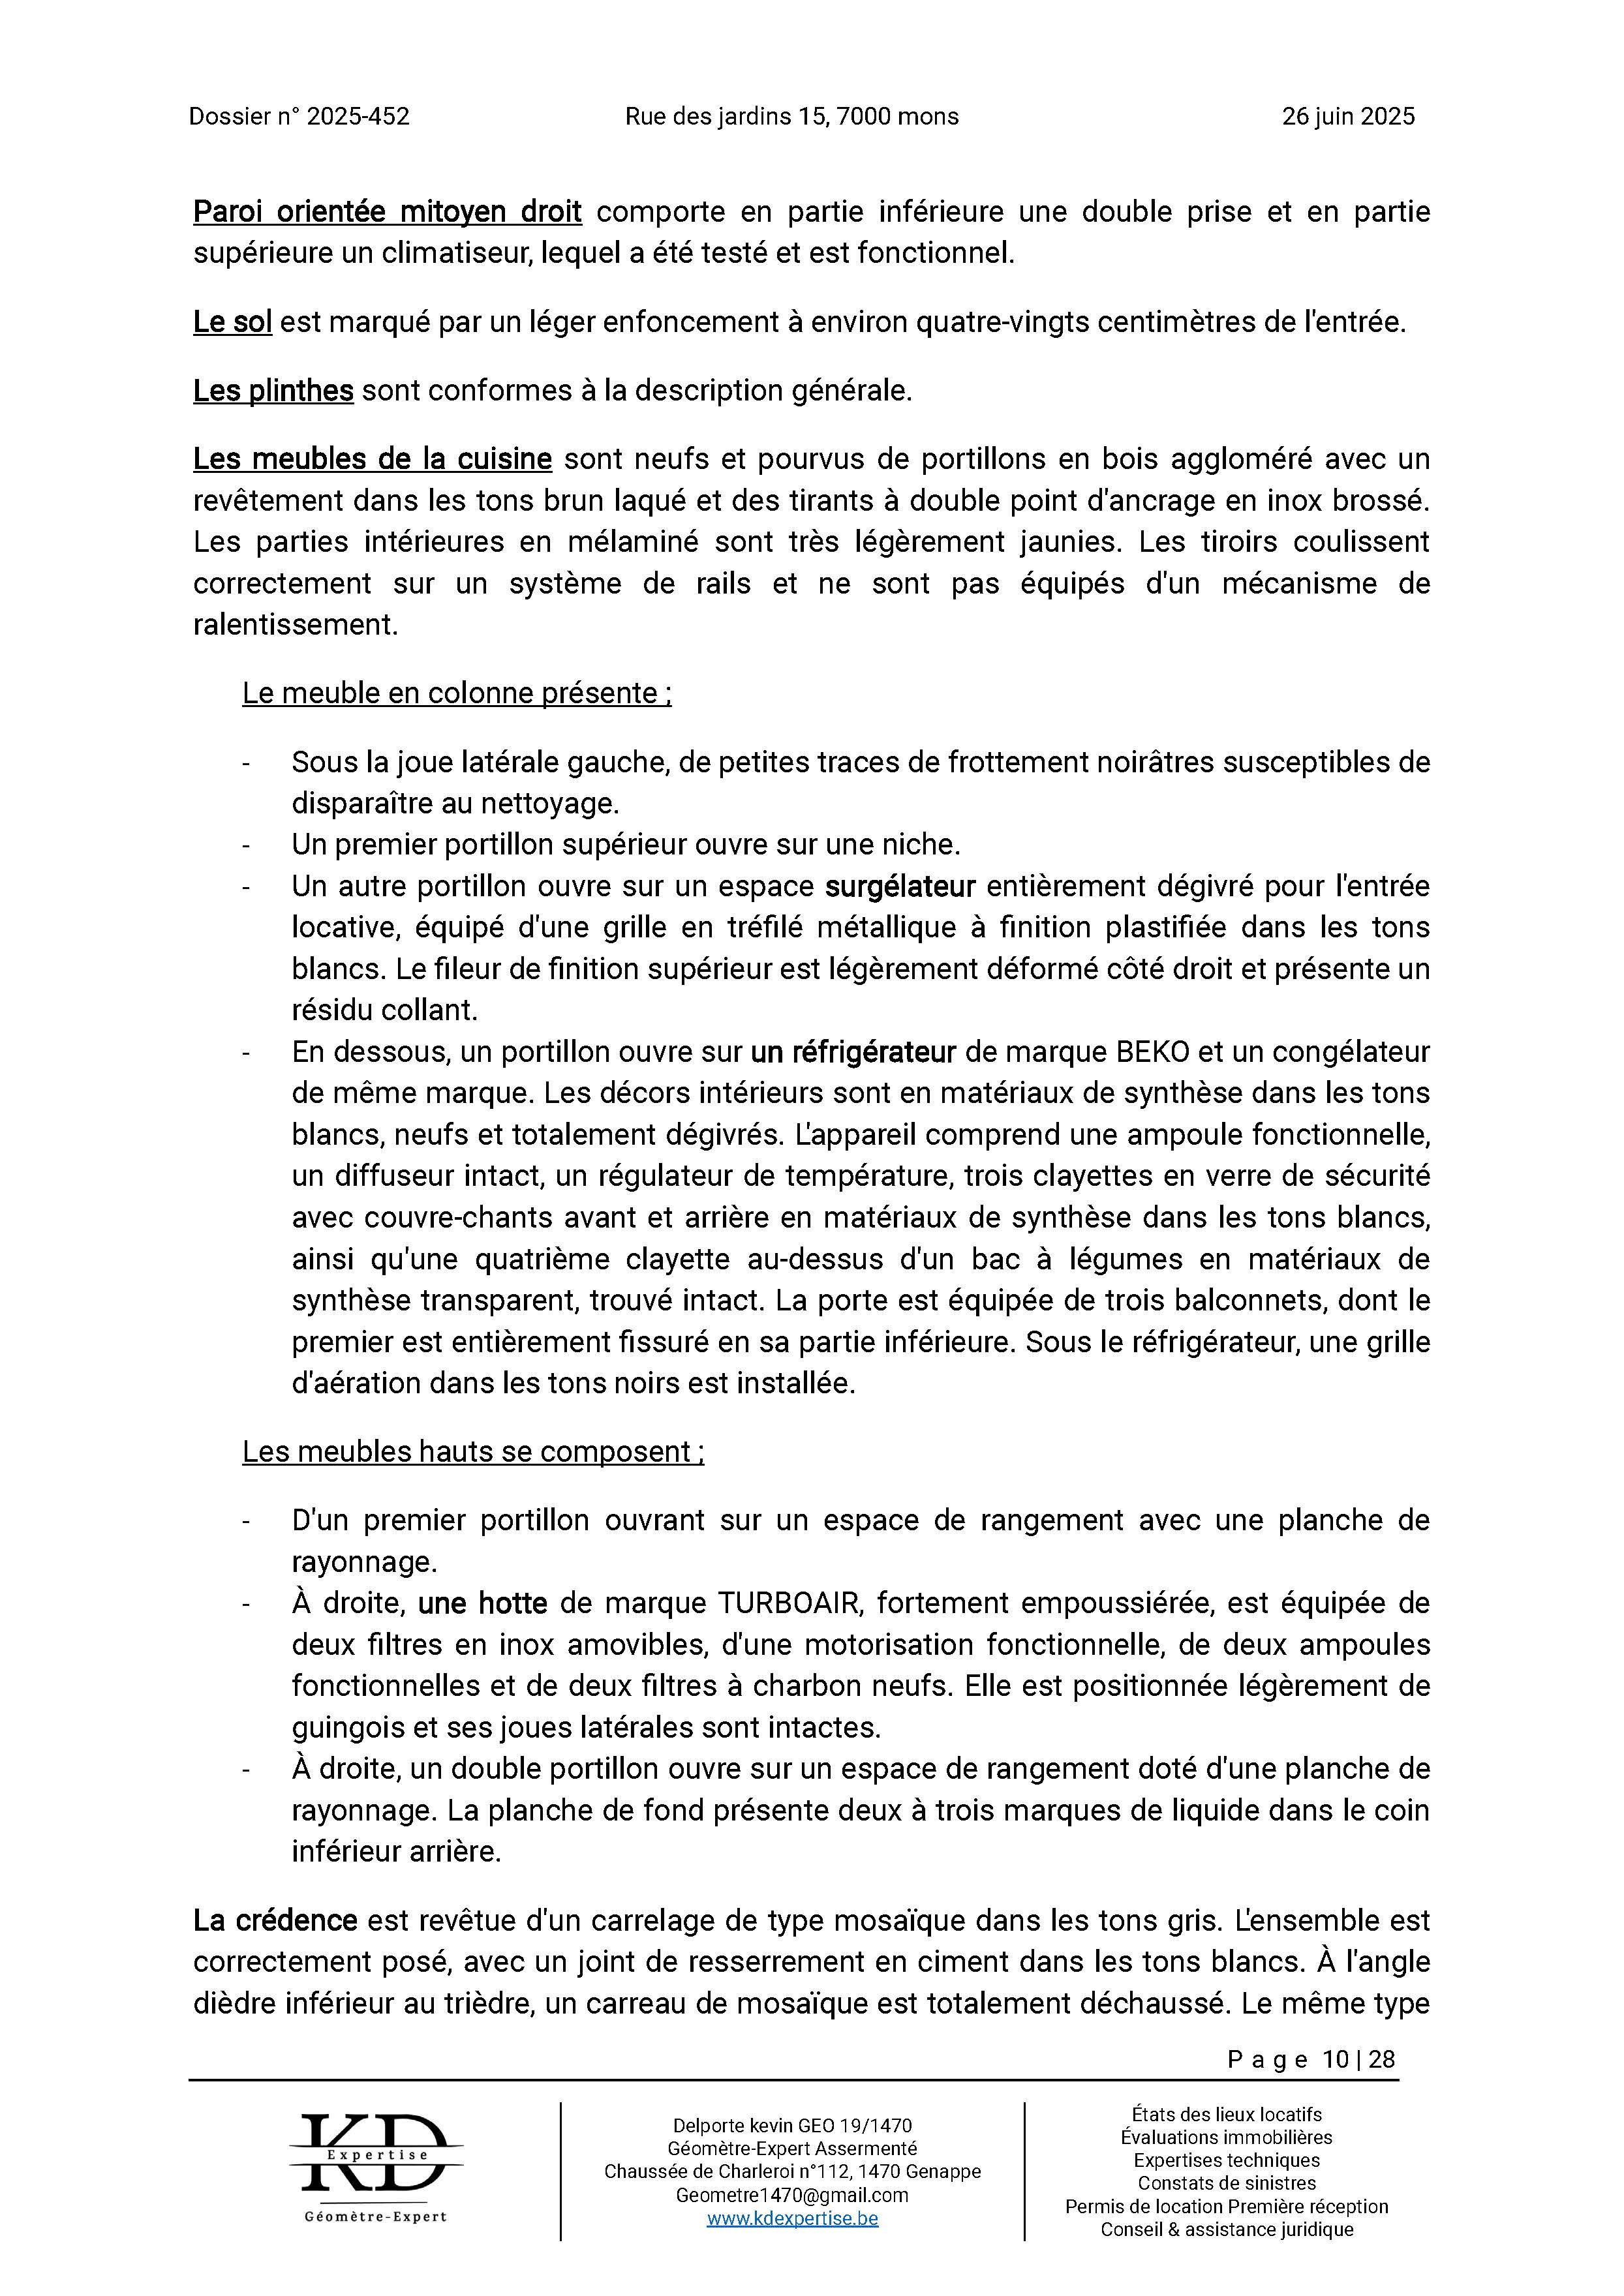 Dossier n° 2025-452 Rue des jardins 15, 7000 mons 26 juin 2025
Paroi orientée mitoyen droit comporte en partie inférieure une double prise et en partie
supérieure un climatiseur, lequel a été testé et est fonctionnel.
Le sol est marqué par un léger enfoncement à environ quatre-vingts centimètres de l'entrée.
Les plinthes sont conformes à la description générale.
Les meubles de la cuisine sont neufs et pourvus de portillons en bois aggloméré avec un
revêtement dans les tons brun laqué et des tirants à double point d'ancrage en inox brossé.
Les parties intérieures en mélaminé sont très légèrement jaunies. Les tiroirs coulissent
correctement sur un système de rails et ne sont pas équipés d'un mécanisme de
ralentissement.
Le meuble en colonne présente ;
- Sous la joue latérale gauche, de petites traces de frottement noirâtres susceptibles de
disparaître au nettoyage.
- Un premier portillon supérieur ouvre sur une niche.
- Un autre portillon ouvre sur un espace surgélateur entièrement dégivré pour l'entrée
locative, équipé d'une grille en tréfilé métallique à finition plastifiée dans les tons
blancs. Le fileur de finition supérieur est légèrement déformé côté droit et présente un
résidu collant.
- En dessous, un portillon ouvre sur un réfrigérateur de marque BEKO et un congélateur
de même marque. Les décors intérieurs sont en matériaux de synthèse dans les tons
blancs, neufs et totalement dégivrés. L'appareil comprend une ampoule fonctionnelle,
un diffuseur intact, un régulateur de température, trois clayettes en verre de sécurité
avec couvre-chants avant et arrière en matériaux de synthèse dans les tons blancs,
ainsi qu'une quatrième clayette au-dessus d'un bac à légumes en matériaux de
synthèse transparent, trouvé intact. La porte est équipée de trois balconnets, dont le
premier est entièrement fissuré en sa partie inférieure. Sous le réfrigérateur, une grille
d'aération dans les tons noirs est installée.
Les meubles hauts se composent ;
- D'un premier portillon ouvrant sur un espace de rangement avec une planche de
rayonnage.
- À droite, une hotte de marque TURBOAIR, fortement empoussiérée, est équipée de
deux filtres en inox amovibles, d'une motorisation fonctionnelle, de deux ampoules
fonctionnelles et de deux filtres à charbon neufs. Elle est positionnée légèrement de
guingois et ses joues latérales sont intactes.
- À droite, un double portillon ouvre sur un espace de rangement doté d'une planche de
rayonnage. La planche de fond présente deux à trois marques de liquide dans le coin
inférieur arrière.
La crédence est revêtue d'un carrelage de type mosaïque dans les tons gris. L'ensemble est
correctement posé, avec un joint de resserrement en ciment dans les tons blancs. À l'angle
dièdre inférieur au trièdre, un carreau de mosaïque est totalement déchaussé. Le même type
Page 10 | 28
KD
Expertise
Géomètre-Expert
Delporte kevin GEO 19/1470
Géomètre-Expert Assermenté
Chaussée de Charleroi n°112, 1470 Genappe
Geometre1470@gmail.com
www.kdexpertise.be
États des lieux locatifs
Évaluations immobilières
Expertises techniques
Constats de sinistres
Permis de location Première réception
Conseil & assistance juridique